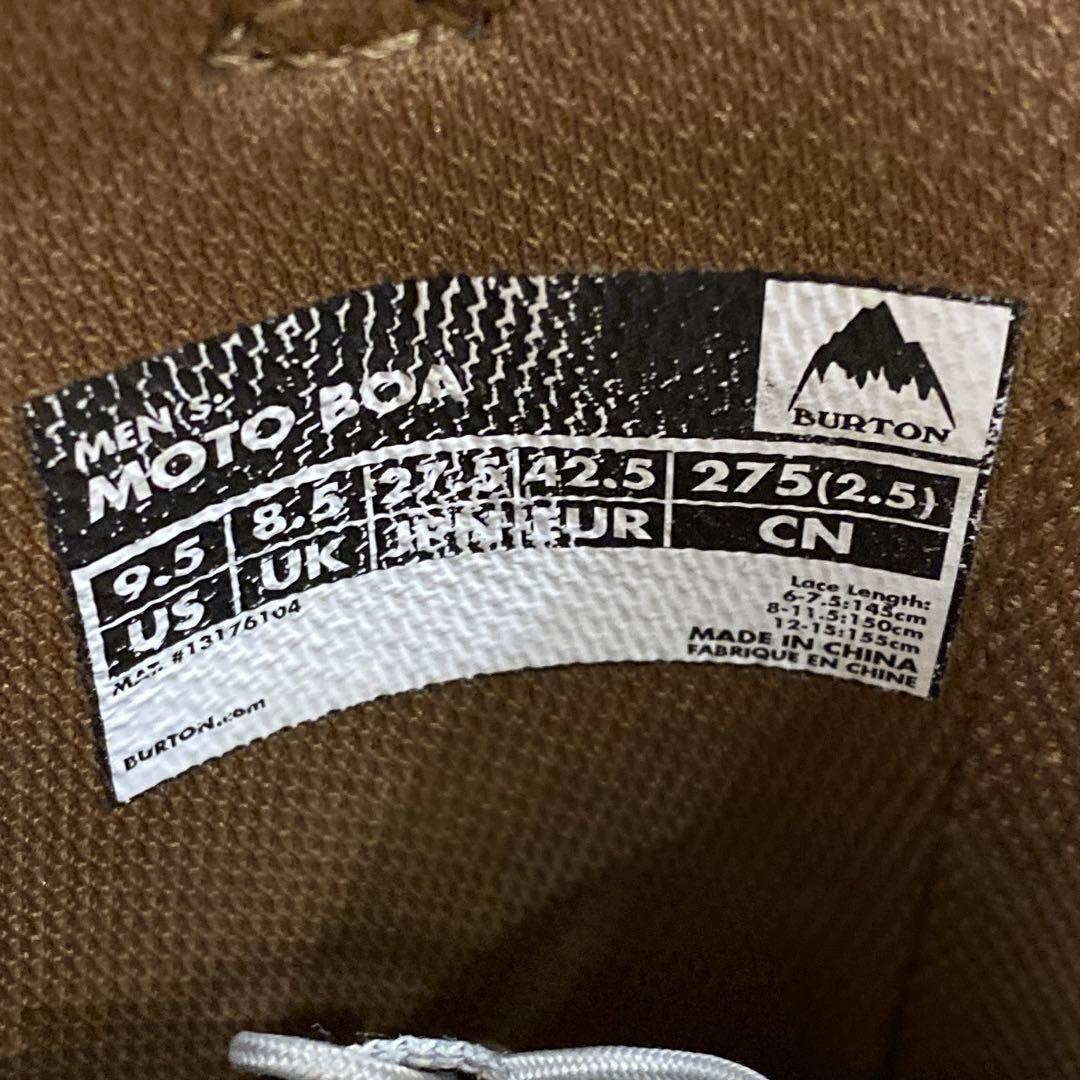 MEN'S:
MOTO BOA
BURTON
9.5 8.5 27.5 42.5 275(2.5)
US UK JPN EUR CN
MAT. #13176104
BURTON.com
Lace Length:
6-7.5:145cm
8-11.5:150cm
12-15:155cm
MADE IN CHINA
FABRIQUE EN CHINE